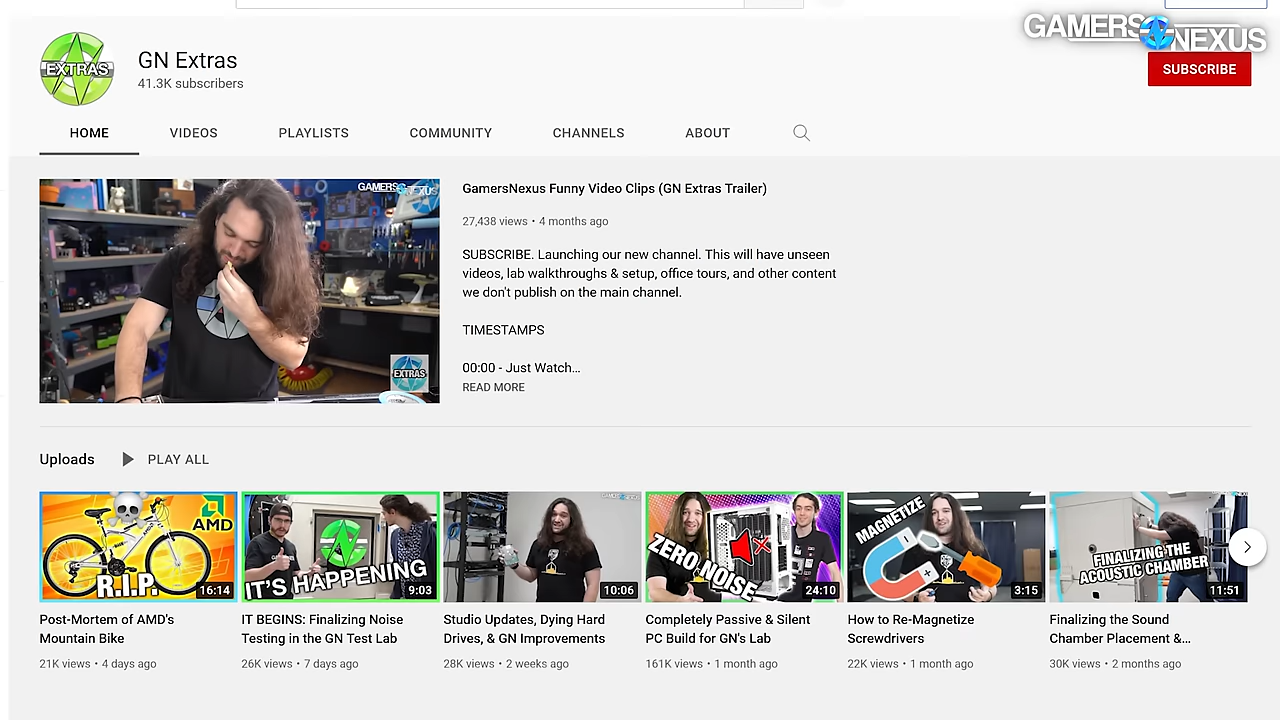 GAMERS NEXUS
EXTRAS
GN Extras
41.3K subscribers
SUBSCRIBE
HOME VIDEOS PLAYLISTS COMMUNITY CHANNELS ABOUT
GAMERS NEXUS
EXTRAS
GamersNexus Funny Video Clips (GN Extras Trailer)
27,438 views • 4 months ago
SUBSCRIBE. Launching our new channel. This will have unseen
videos, lab walkthroughs & setup, office tours, and other content
we don't publish on the main channel.
TIMESTAMPS
00:00 - Just Watch...
READ MORE
Uploads PLAY ALL
AMD
R.I.P.
16:14
Post-Mortem of AMD's
Mountain Bike
21K views • 4 days ago
IT'S HAPPENING
9:03
IT BEGINS: Finalizing Noise
Testing in the GN Test Lab
26K views • 7 days ago
GAMERS NEXUS
10:06
Studio Updates, Dying Hard
Drives, & GN Improvements
28K views • 2 weeks ago
ZERO NOISE
24:10
Completely Passive & Silent
PC Build for GN's Lab
161K views • 1 month ago
MAGNETIZE
3:15
How to Re-Magnetize
Screwdrivers
22K views • 1 month ago
FINALIZING THE
ACOUSTIC CHAMBER
11:51
Finalizing the Sound
Chamber Placement &...
30K views • 2 months ago